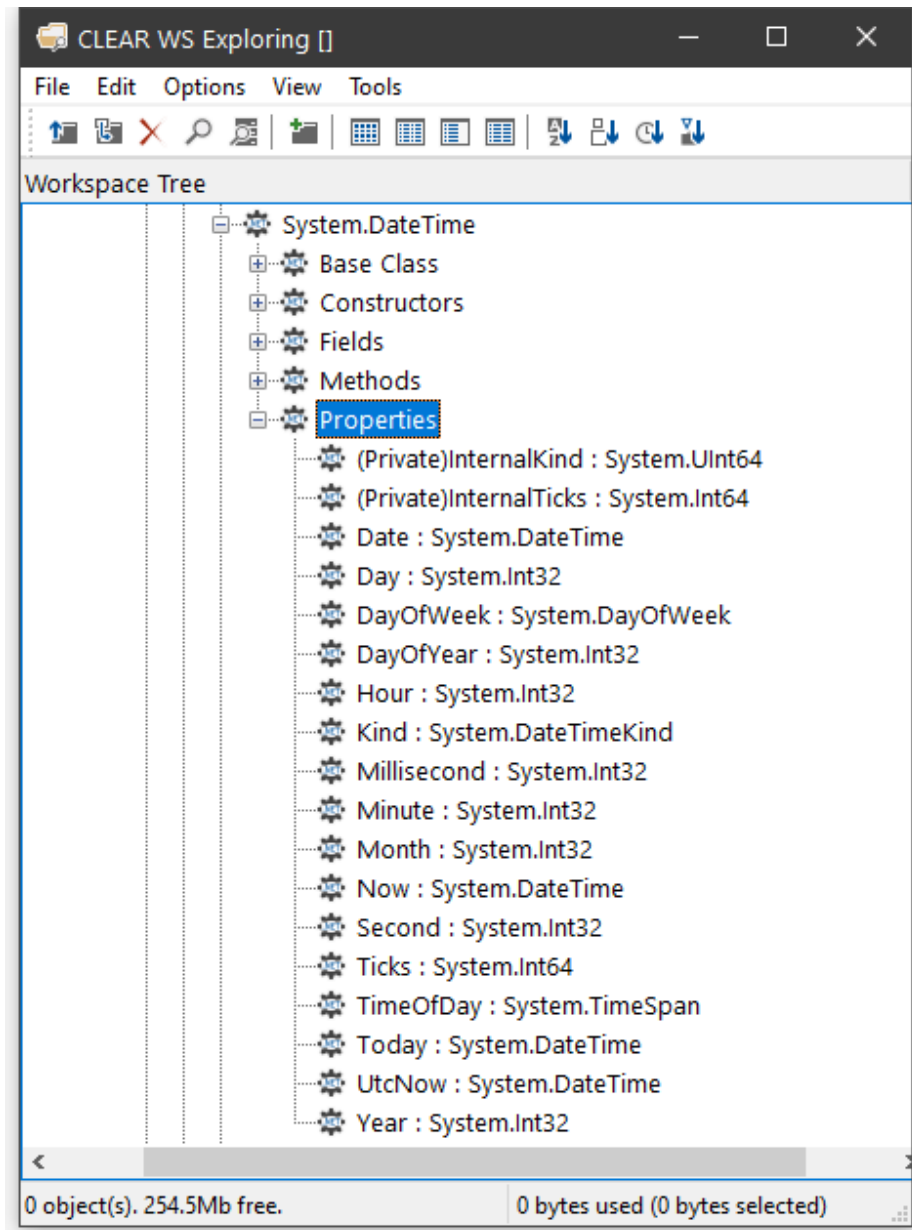 CLEAR WS Exploring []
File Edit Options View Tools
Workspace Tree
System.DateTime
Base Class
Constructors
Fields
Methods
Properties
(Private)InternalKind : System.UInt64
(Private)InternalTicks : System.Int64
Date : System.DateTime
Day : System.Int32
DayOfWeek : System.DayOfWeek
DayOfYear : System.Int32
Hour : System.Int32
Kind : System.DateTimeKind
Millisecond : System.Int32
Minute : System.Int32
Month : System.Int32
Now : System.DateTime
Second : System.Int32
Ticks : System.Int64
TimeOfDay : System.TimeSpan
Today : System.DateTime
UtcNow : System.DateTime
Year : System.Int32
0 object(s). 254.5Mb free. 0 bytes used (0 bytes selected)